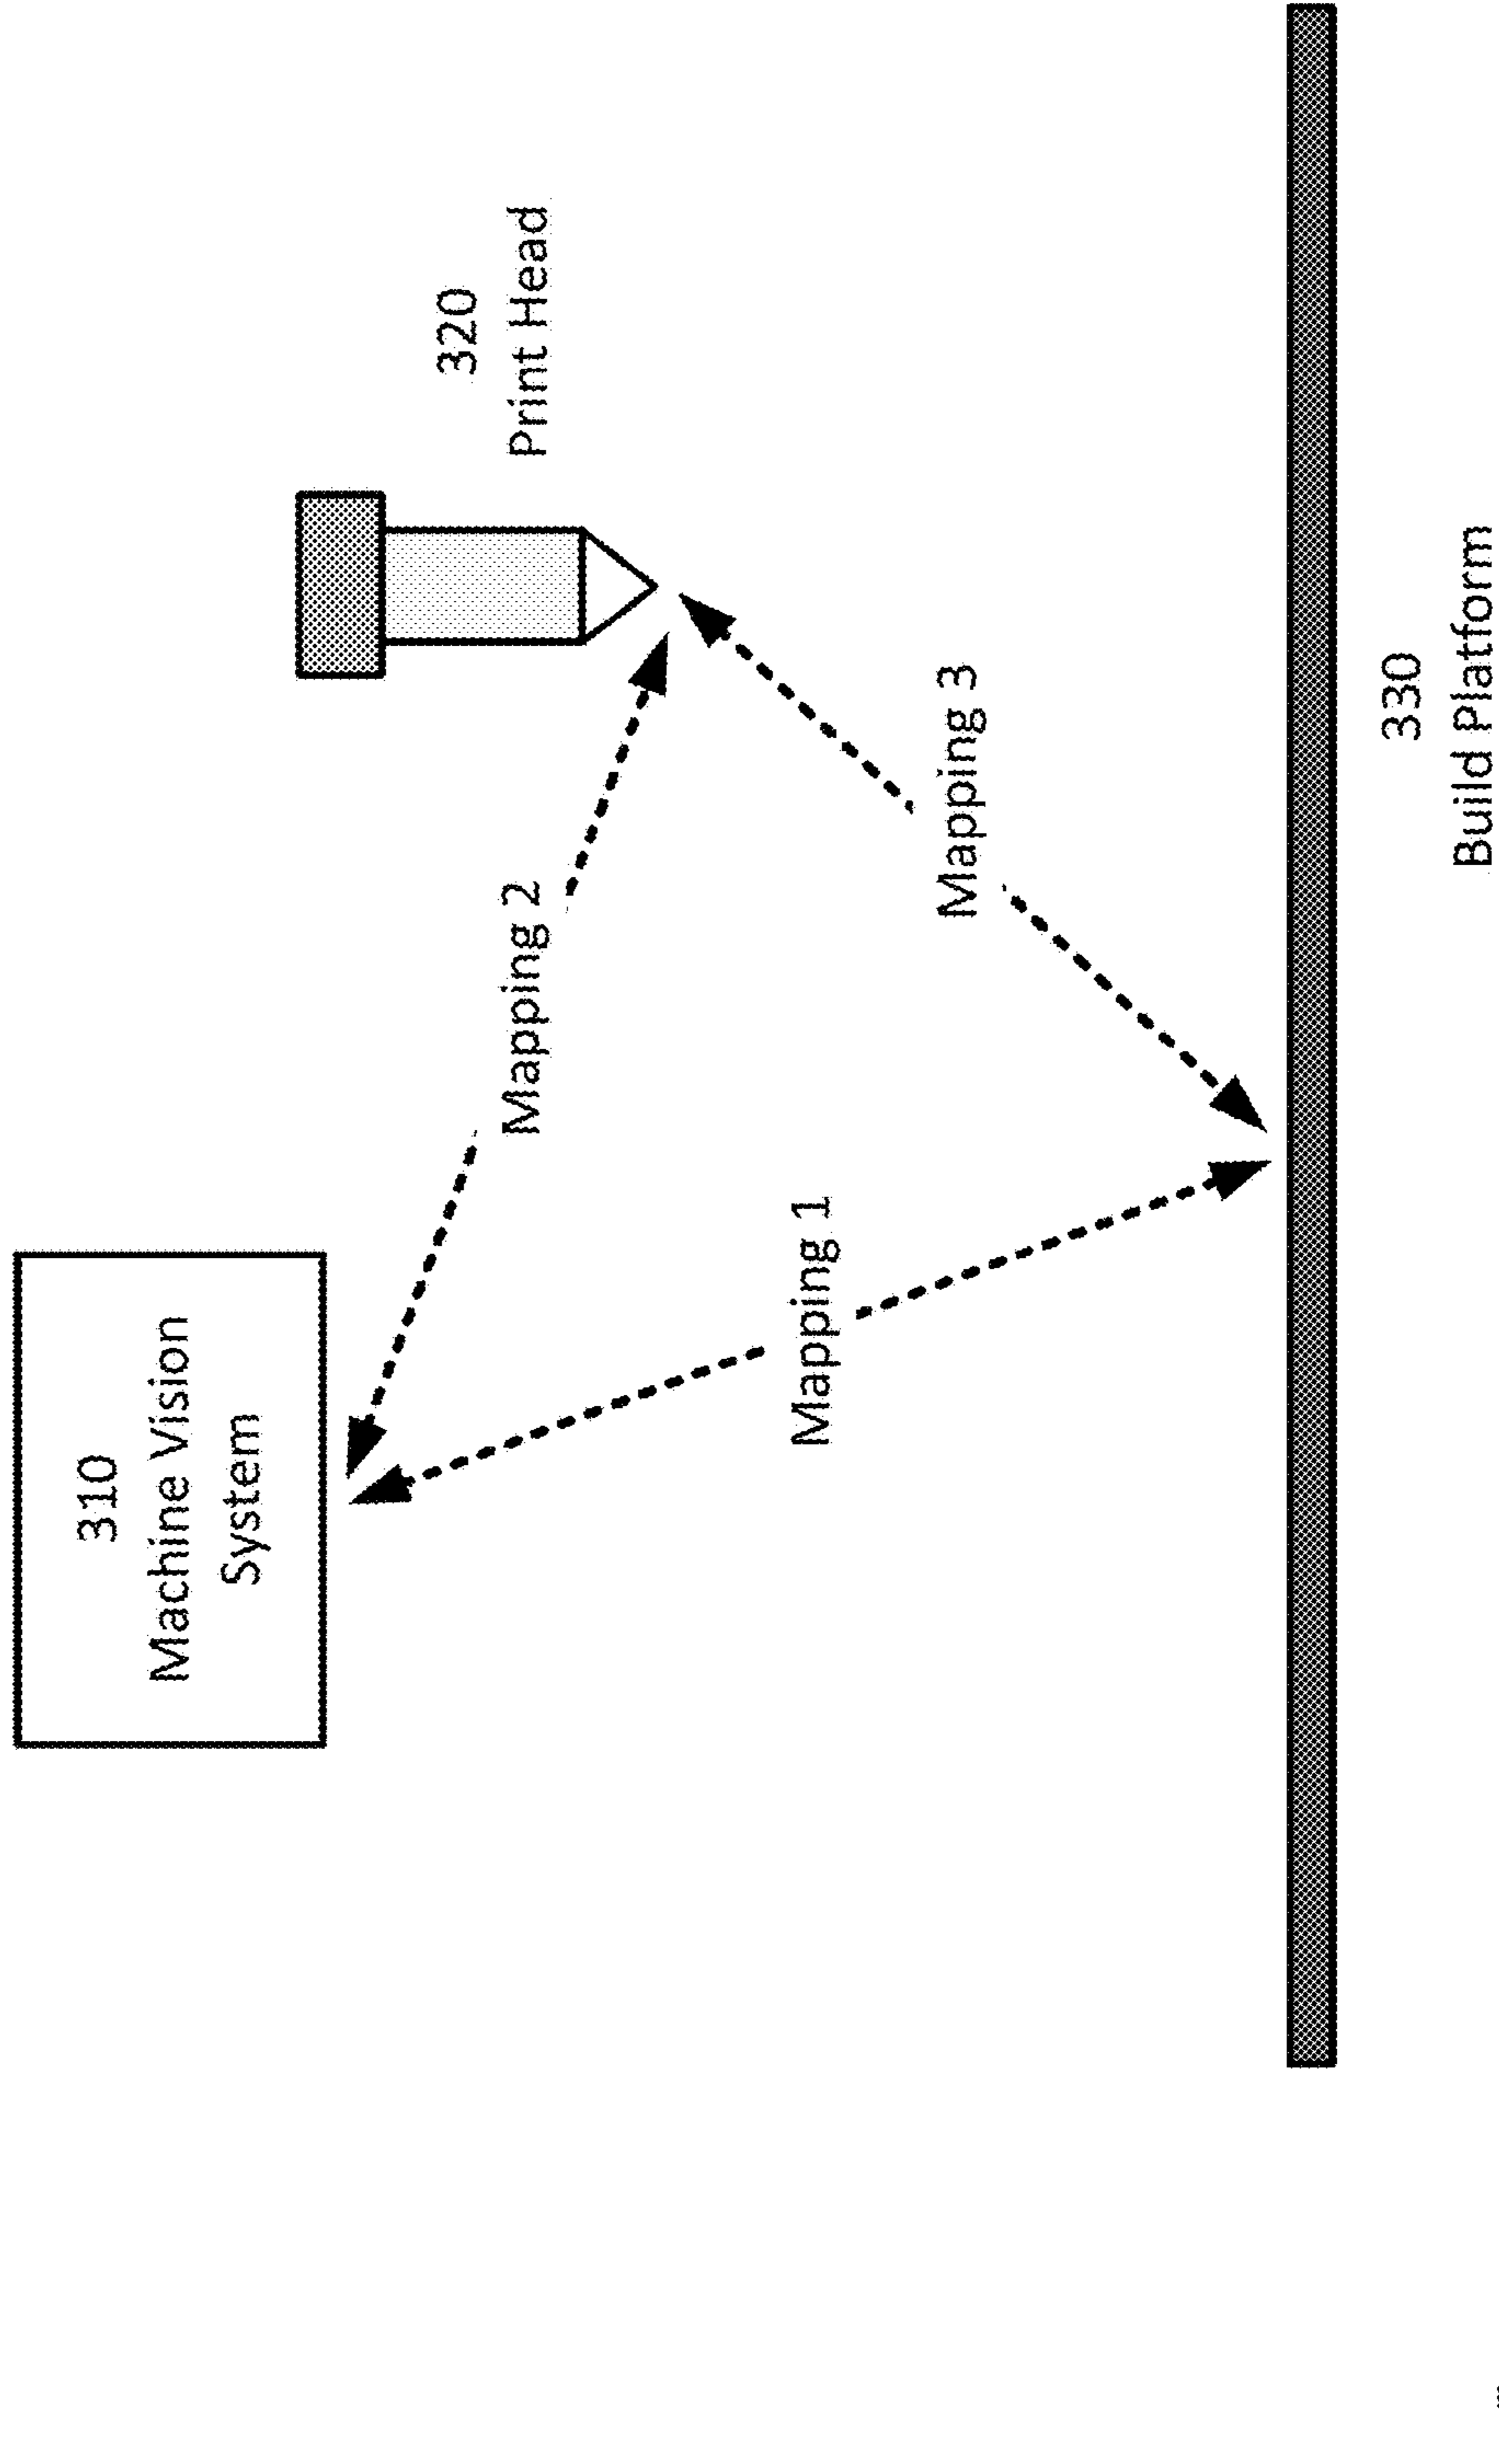 310
Machine Vision
System
Mapping 2
320
Print Head
Mapping 1
Mapping 3
330
Build Platform